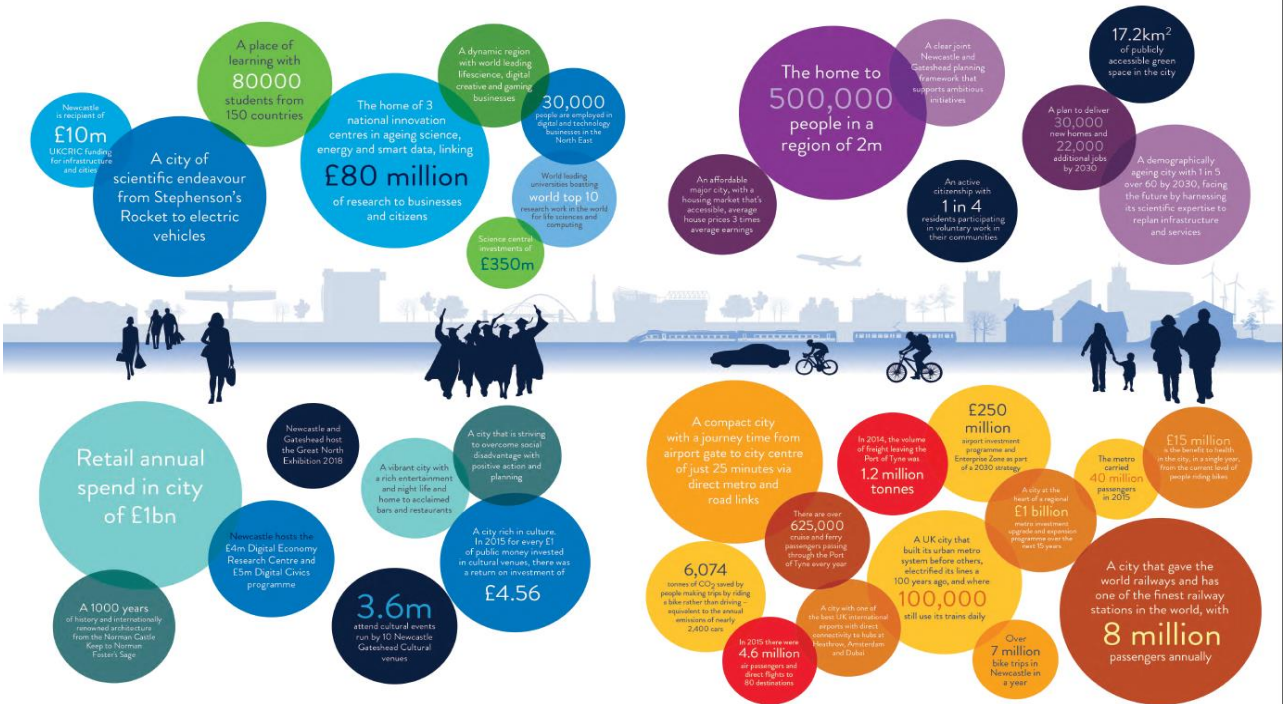 Newcastle
is recipient of
£10m
UKCRIC funding
for infrastructure
and cities
A city of
scientific endeavour
from Stephenson's
Rocket to electric
vehicles
A place of
learning with
80000
students from
150 countries
The home of 3
national innovation
centres in ageing science,
energy and smart data, linking
£80 million
of research to businesses
and citizens
A dynamic region
with world leading
lifescience, digital
creative and gaming
businesses
30,000
people are employed in
digital and technology
businesses in the
North East
World leading
universities boasting
world top 10
research work in the world
for life sciences and
computing
Science central
investments of
£350m
An affordable
major city, with a
housing market that's
accessible, average
house prices 3 times
average earnings
The home to
500,000
people in a
region of 2m
A clear joint
Newcastle and
Gateshead planning
framework that
supports ambitious
initiatives
An active
citizenship with
1 in 4
residents participating
in voluntary work in
their communities
17.2km²
of publicly
accessible green
space in the city
A plan to deliver
30,000
new homes and
22,000
additional jobs
by 2030
A demographically
ageing city with 1 in 5
over 60 by 2030, facing
the future by harnessing
its scientific expertise to
replan infrastructure
and services
Retail annual
spend in city
of £1bn
A 1000 years
of history and internationally
renowned architecture
from the Norman Castle
Keep to Norman
Foster's Sage
Newcastle and
Gateshead host
the Great North
Exhibition 2018
Newcastle hosts the
£4m Digital Economy
Research Centre and
£5m Digital Civics
programme
A vibrant city with
a rich entertainment
and night life and
home to acclaimed
bars and restaurants
A city that is striving
to overcome social
disadvantage with
positive action and
planning
A city rich in culture.
In 2015 for every £1
of public money invested
in cultural venues, there was
a return on investment of
£4.56
3.6m
attend cultural events
run by 10 Newcastle
Gateshead Cultural
venues
A compact city
with a journey time from
airport gate to city centre
of just 25 minutes via
direct metro and
road links
In 2014, the volume
of freight leaving the
Port of Tyne was
1.2 million
tonnes
£250
million
airport investment
programme and
Enterprise Zone as part
of a 2030 strategy
The metro
carried
40 million
passengers
in 2015
£15 million
is the benefit to health
in the city, in a single year,
from the current level of
people riding bikes
There are over
625,000
cruise and ferry
passengers passing
through the Port
of Tyne every year
A city at the
heart of a regional
£1 billion
metro investment
upgrade and expansion
programme over the
next 15 years
6,074
tonnes of CO₂ saved by
people making trips by riding
a bike rather than driving –
equivalent to the annual
emissions of nearly
2,400 cars
A UK city that
built its urban metro
system before others,
electrified its lines a
100 years ago, and where
100,000
still use its trains daily
A city with one of
the best UK international
airports with direct
connectivity to hubs at
Heathrow, Amsterdam
and Dubai
In 2015 there were
4.6 million
air passengers and
direct flights to
80 destinations
Over
7 million
bike trips in
Newcastle in
a year
A city that gave the
world railways and has
one of the finest railway
stations in the world, with
8 million
passengers annually